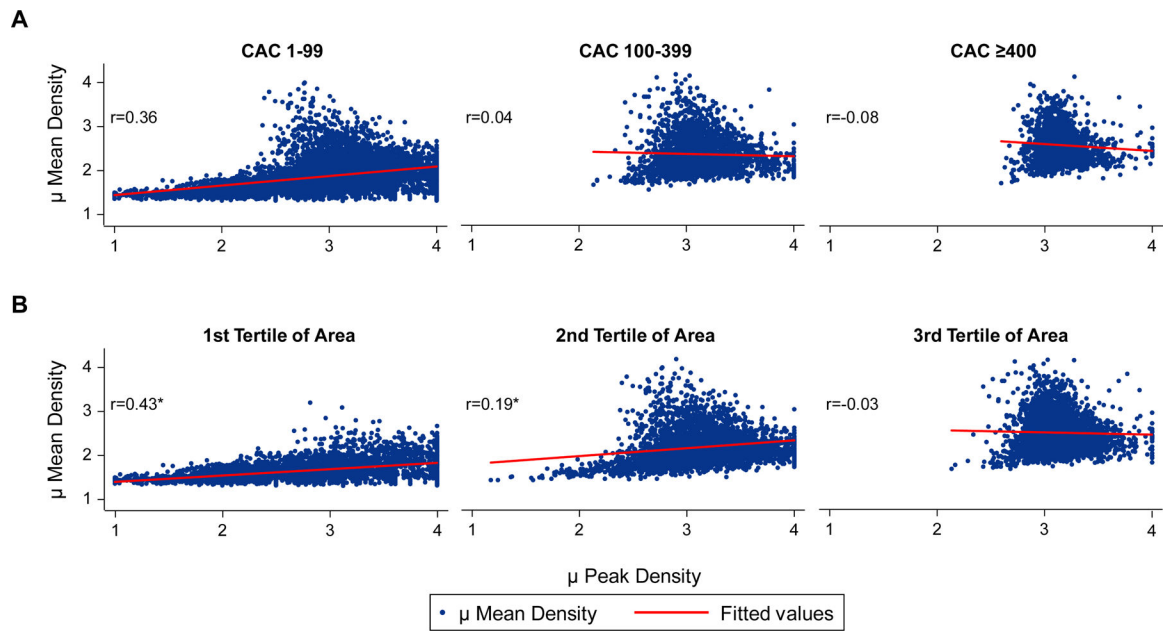 A
CAC 1-99
CAC 100-399
CAC ≥400
µ Mean Density
4
3
2
1
r=0.36
r=0.04
r=-0.08
1 2 3 4
1 2 3 4
1 2 3 4
B
1st Tertile of Area
2nd Tertile of Area
3rd Tertile of Area
µ Mean Density
4
3
2
1
r=0.43*
r=0.19*
r=-0.03
1 2 3 4
1 2 3 4
1 2 3 4
µ Peak Density
µ Mean Density
Fitted values